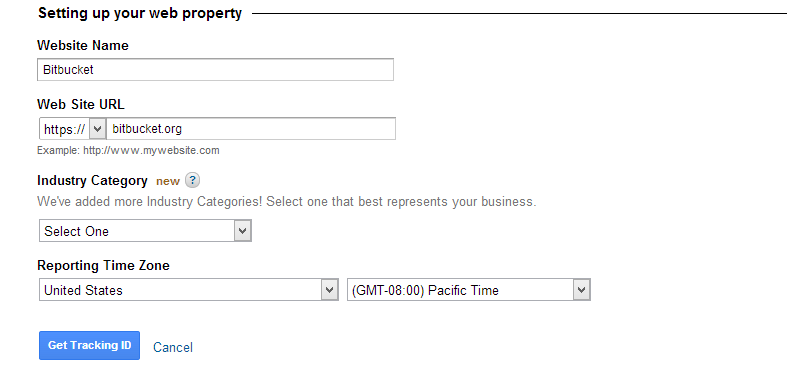 Setting up your web property
Website Name
Bitbucket
Web Site URL
https:// bitbucket.org
Example: http://www.mywebsite.com
Industry Category new ?
We've added more Industry Categories! Select one that best represents your business.
Select One
Reporting Time Zone
United States (GMT-08:00) Pacific Time
Get Tracking ID Cancel